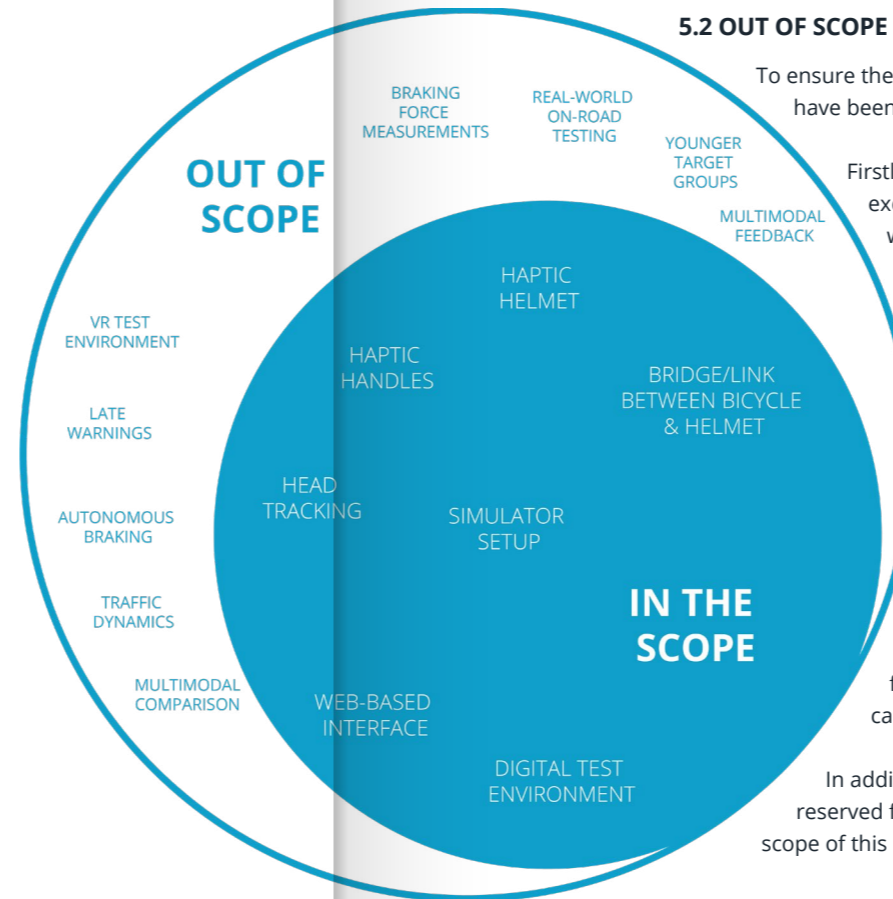 5.2 OUT OF SCOPE
To ensure the
have been
Firstl
exc
w
BRAKING
FORCE
MEASUREMENTS
REAL-WORLD
ON-ROAD
TESTING
YOUNGER
TARGET
GROUPS
MULTIMODAL
FEEDBACK
OUT OF
SCOPE
VR TEST
ENVIRONMENT
LATE
WARNINGS
AUTONOMOUS
BRAKING
TRAFFIC
DYNAMICS
MULTIMODAL
COMPARISON
HAPTIC
HELMET
HAPTIC
HANDLES
BRIDGE/LINK
BETWEEN BICYCLE
& HELMET
HEAD
TRACKING
SIMULATOR
SETUP
IN THE
SCOPE
WEB-BASED
INTERFACE
DIGITAL TEST
ENVIRONMENT
f
ca
In addi
reserved f
scope of this